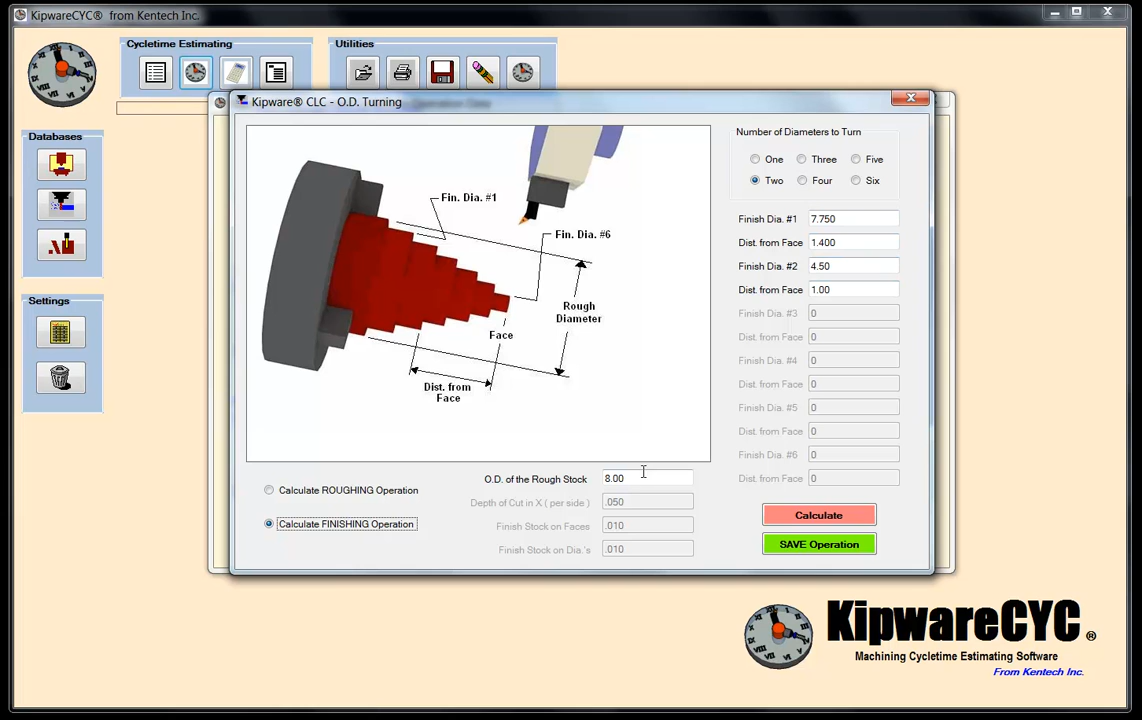 KipwareCYC® from Kentech Inc.
Cycletime Estimating
Utilities
Kipware® CLC - O.D. Turning
Operation Data
Databases
Settings
Fin. Dia. #1
Fin. Dia. #6
Rough
Diameter
Face
Dist. from
Face
Number of Diameters to Turn
One Three Five
Two Four Six
Finish Dia. #1 7.750
Dist. from Face 1.400
Finish Dia. #2 4.50
Dist. from Face 1.00
Finish Dia. #3 0
Dist. from Face 0
Finish Dia. #4 0
Dist. from Face 0
Finish Dia. #5 0
Dist. from Face 0
Finish Dia. #6 0
Dist. from Face 0
Calculate ROUGHING Operation
Calculate FINISHING Operation
O.D. of the Rough Stock 8.00
Depth of Cut in X ( per side ) .050
Finish Stock on Faces .010
Finish Stock on Dia.'s .010
Calculate
SAVE Operation
KipwareCYC®
Machining Cycletime Estimating Software
From Kentech Inc.